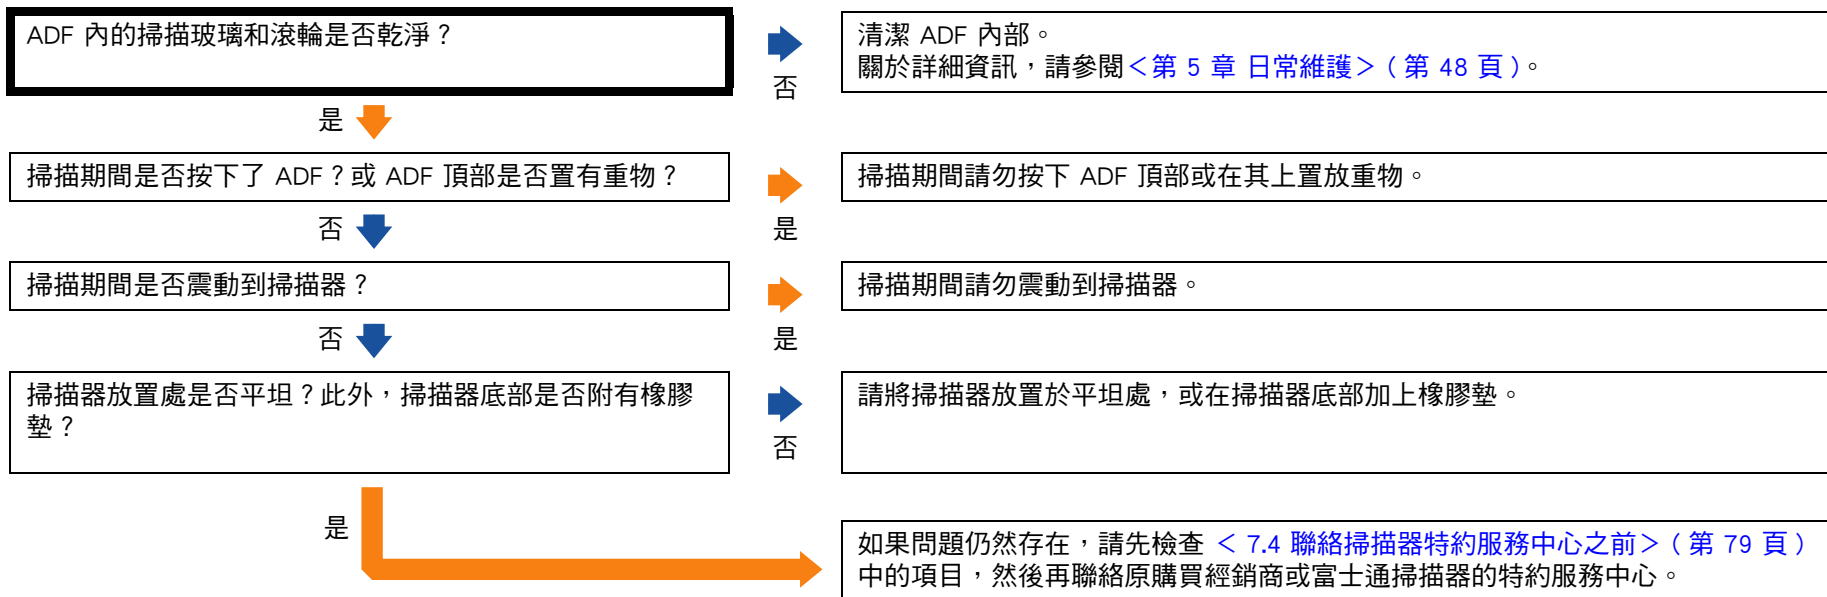 ADF 內的掃描玻璃和滾輪是否乾淨？
否
清潔 ADF 內部。
關於詳細資訊，請參閱＜第 5 章 日常維護＞ ( 第 48 頁 )。
是
掃描期間是否按下了 ADF？或 ADF 頂部是否置有重物？
是
掃描期間請勿按下 ADF 頂部或在其上置放重物。
否
掃描期間是否震動到掃描器？
是
掃描期間請勿震動到掃描器。
否
掃描器放置處是否平坦？此外，掃描器底部是否附有橡膠
墊？
否
請將掃描器放置於平坦處，或在掃描器底部加上橡膠墊。
是
如果問題仍然存在，請先檢查 ＜ 7.4 聯絡掃描器特約服務中心之前＞ ( 第 79 頁 )
中的項目，然後再聯絡原購買經銷商或富士通掃描器的特約服務中心。